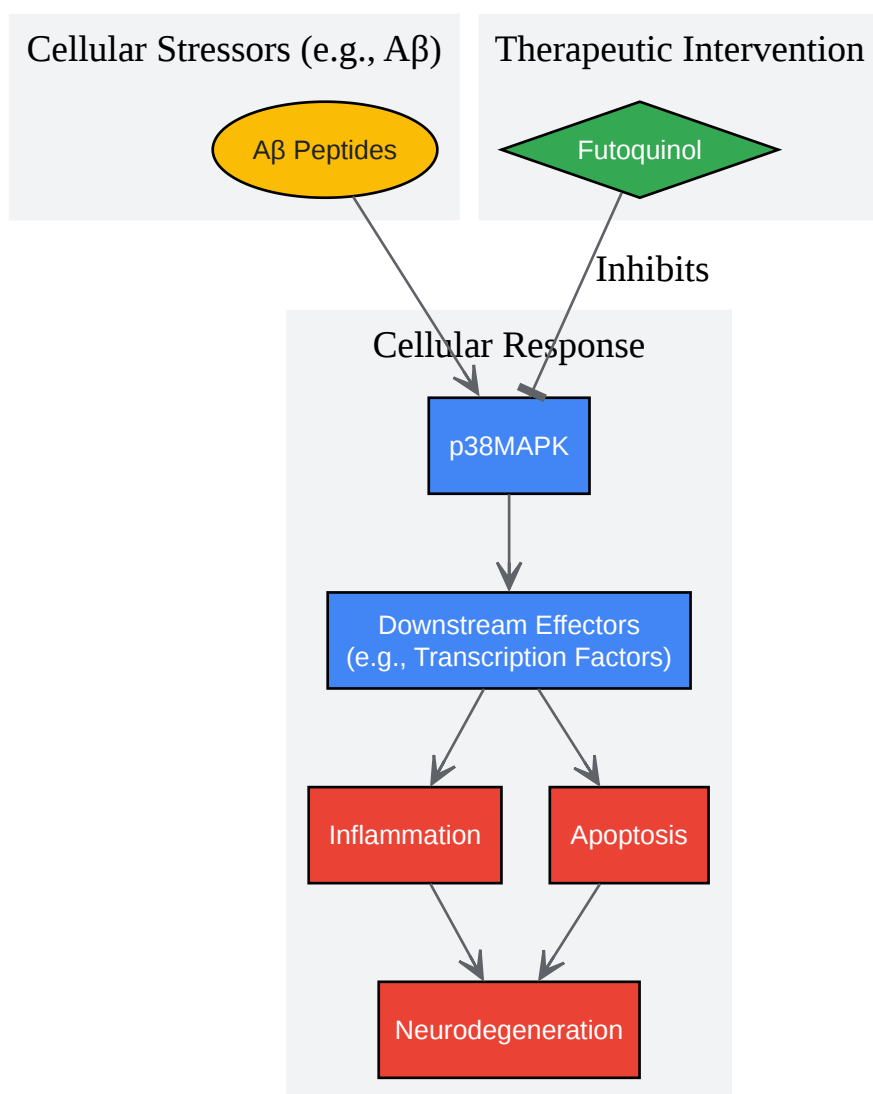 Cellular Stressors (e.g., Aβ)
Therapeutic Intervention
Aβ Peptides
Futoquinol
Inhibits
Cellular Response
p38MAPK
Downstream Effectors
(e.g., Transcription Factors)
Inflammation
Apoptosis
Neurodegeneration